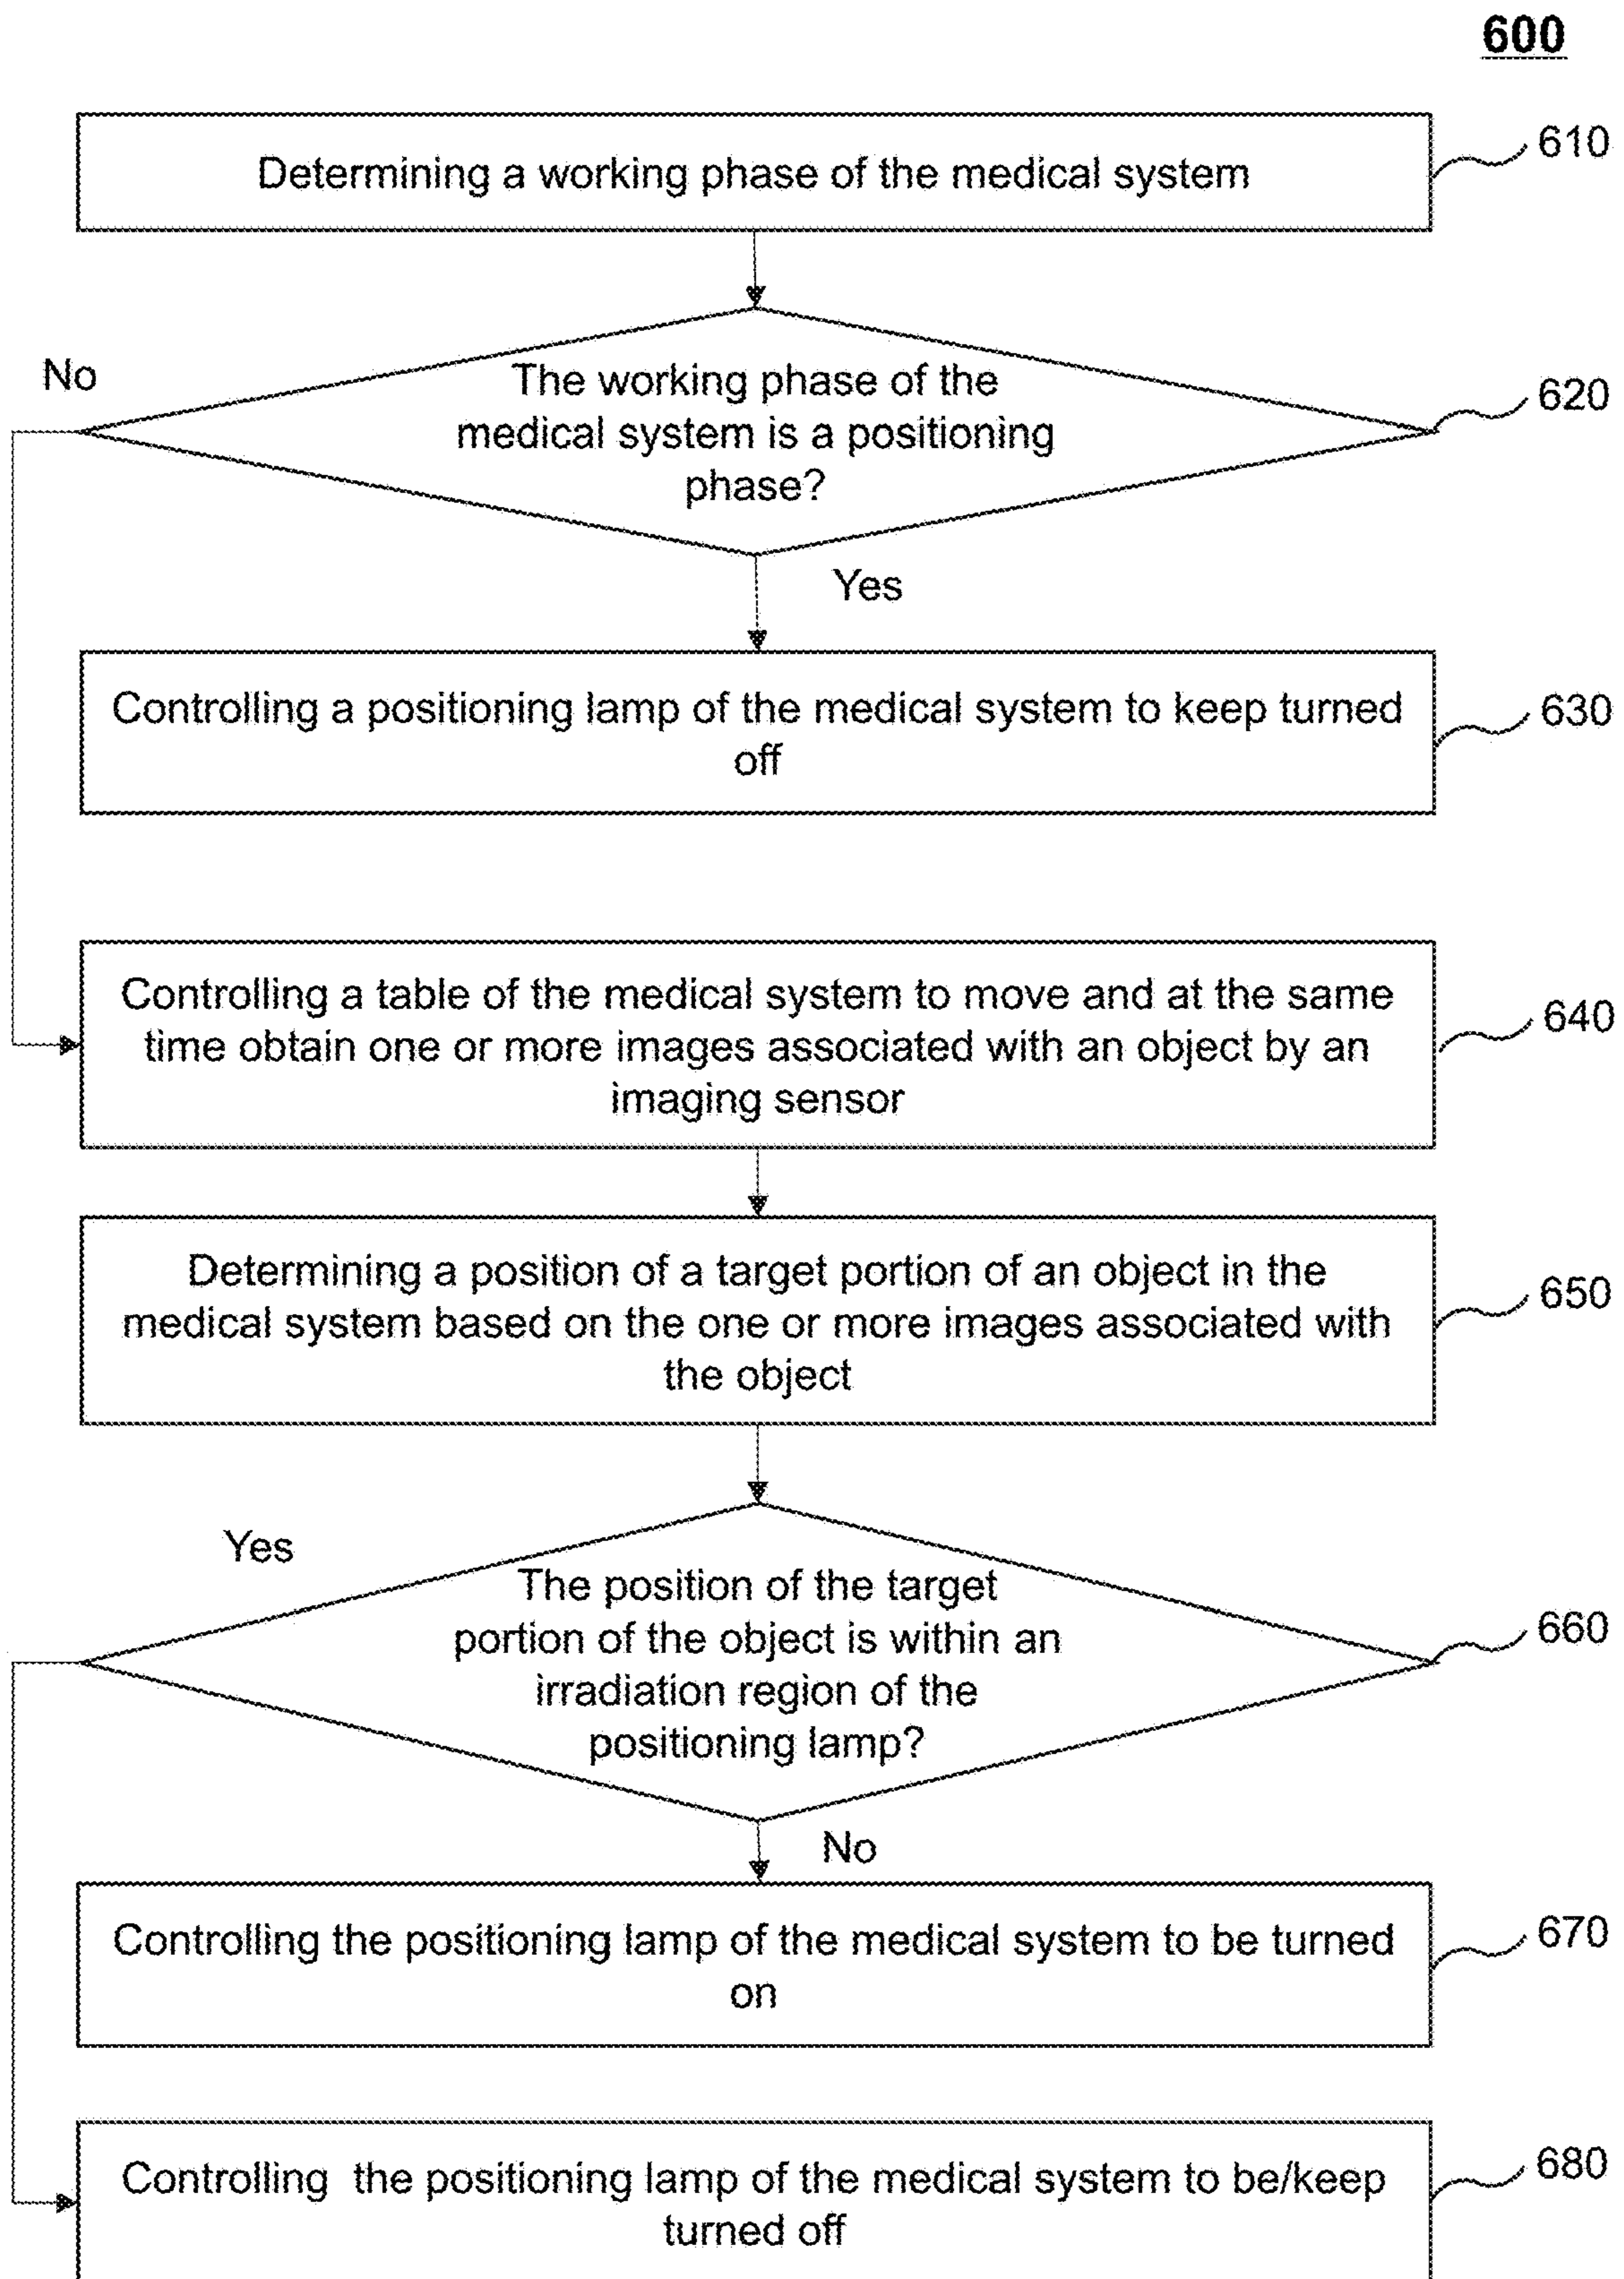 600
Determining a working phase of the medical system
610
No
The working phase of the
medical system is a positioning
phase?
620
Yes
Controlling a positioning lamp of the medical system to keep turned
off
630
Controlling a table of the medical system to move and at the same
time obtain one or more images associated with an object by an
imaging sensor
640
Determining a position of a target portion of an object in the
medical system based on the one or more images associated with
the object
650
Yes
The position of the target
portion of the object is within an
irradiation region of the
positioning lamp?
660
No
Controlling the positioning lamp of the medical system to be turned
on
670
Controlling the positioning lamp of the medical system to be/keep
turned off
680